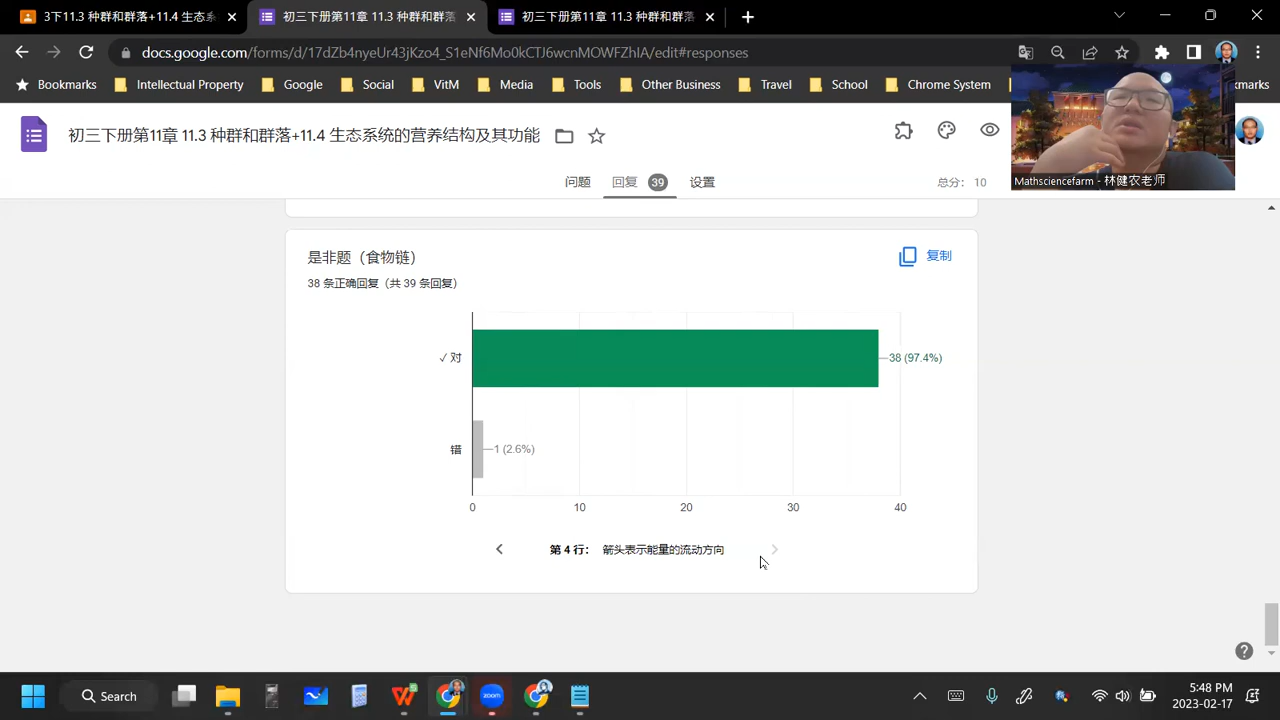 3下11.3 种群和群落+11.4 生态系
初三下册第11章 11.3 种群和群落
初三下册第11章 11.3 种群和群落
docs.google.com/forms/d/17dZb4nyeUr43jKzo4_S1eNf6Mo0kCTJ6wcnMOWFZhIA/edit#responses
Bookmarks
Intellectual Property
Google
Social
VitM
Media
Tools
Other Business
Travel
School
Chrome System
marks
初三下册第11章 11.3 种群和群落+11.4 生态系统的营养结构及其功能
Mathsciencefarm - 林健农老师
问题
回复 39
设置
总分： 10
是非题（食物链）
复制
38 条正确回复（共 39 条回复）
✓ 对
38 (97.4%)
错
1 (2.6%)
0 10 20 30 40
第 4 行： 箭头表示能量的流动方向
Search
5:48 PM
2023-02-17